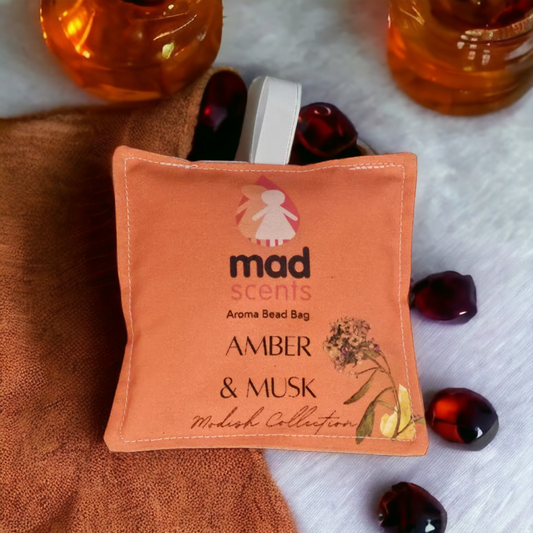 mad
scents
Aroma Bead Bag
AMBER
& MUSK
Modish Collection